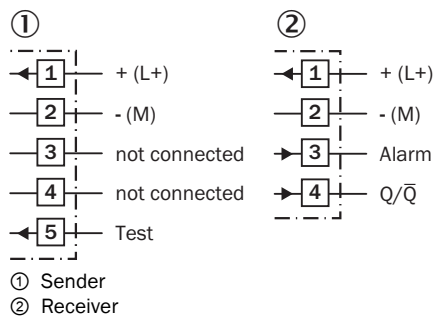 ① ②
1 + (L+) 1 + (L+)
2 - (M) 2 - (M)
3 not connected 3 Alarm
4 not connected 4 Q/Q̅
5 Test
① Sender
② Receiver